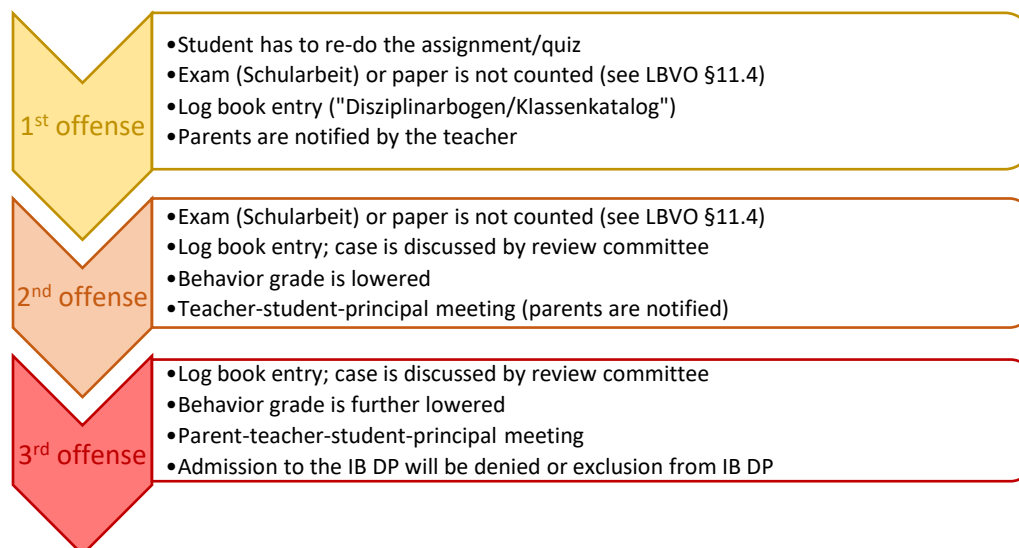 1st offense
•Student has to re-do the assignment/quiz
•Exam (Schularbeit) or paper is not counted (see LBVO §11.4)
•Log book entry ("Disziplinarbogen/Klassenkatalog")
•Parents are notified by the teacher
2nd offense
•Exam (Schularbeit) or paper is not counted (see LBVO §11.4)
•Log book entry; case is discussed by review committee
•Behavior grade is lowered
•Teacher-student-principal meeting (parents are notified)
3rd offense
•Log book entry; case is discussed by review committee
•Behavior grade is further lowered
•Parent-teacher-student-principal meeting
•Admission to the IB DP will be denied or exclusion from IB DP